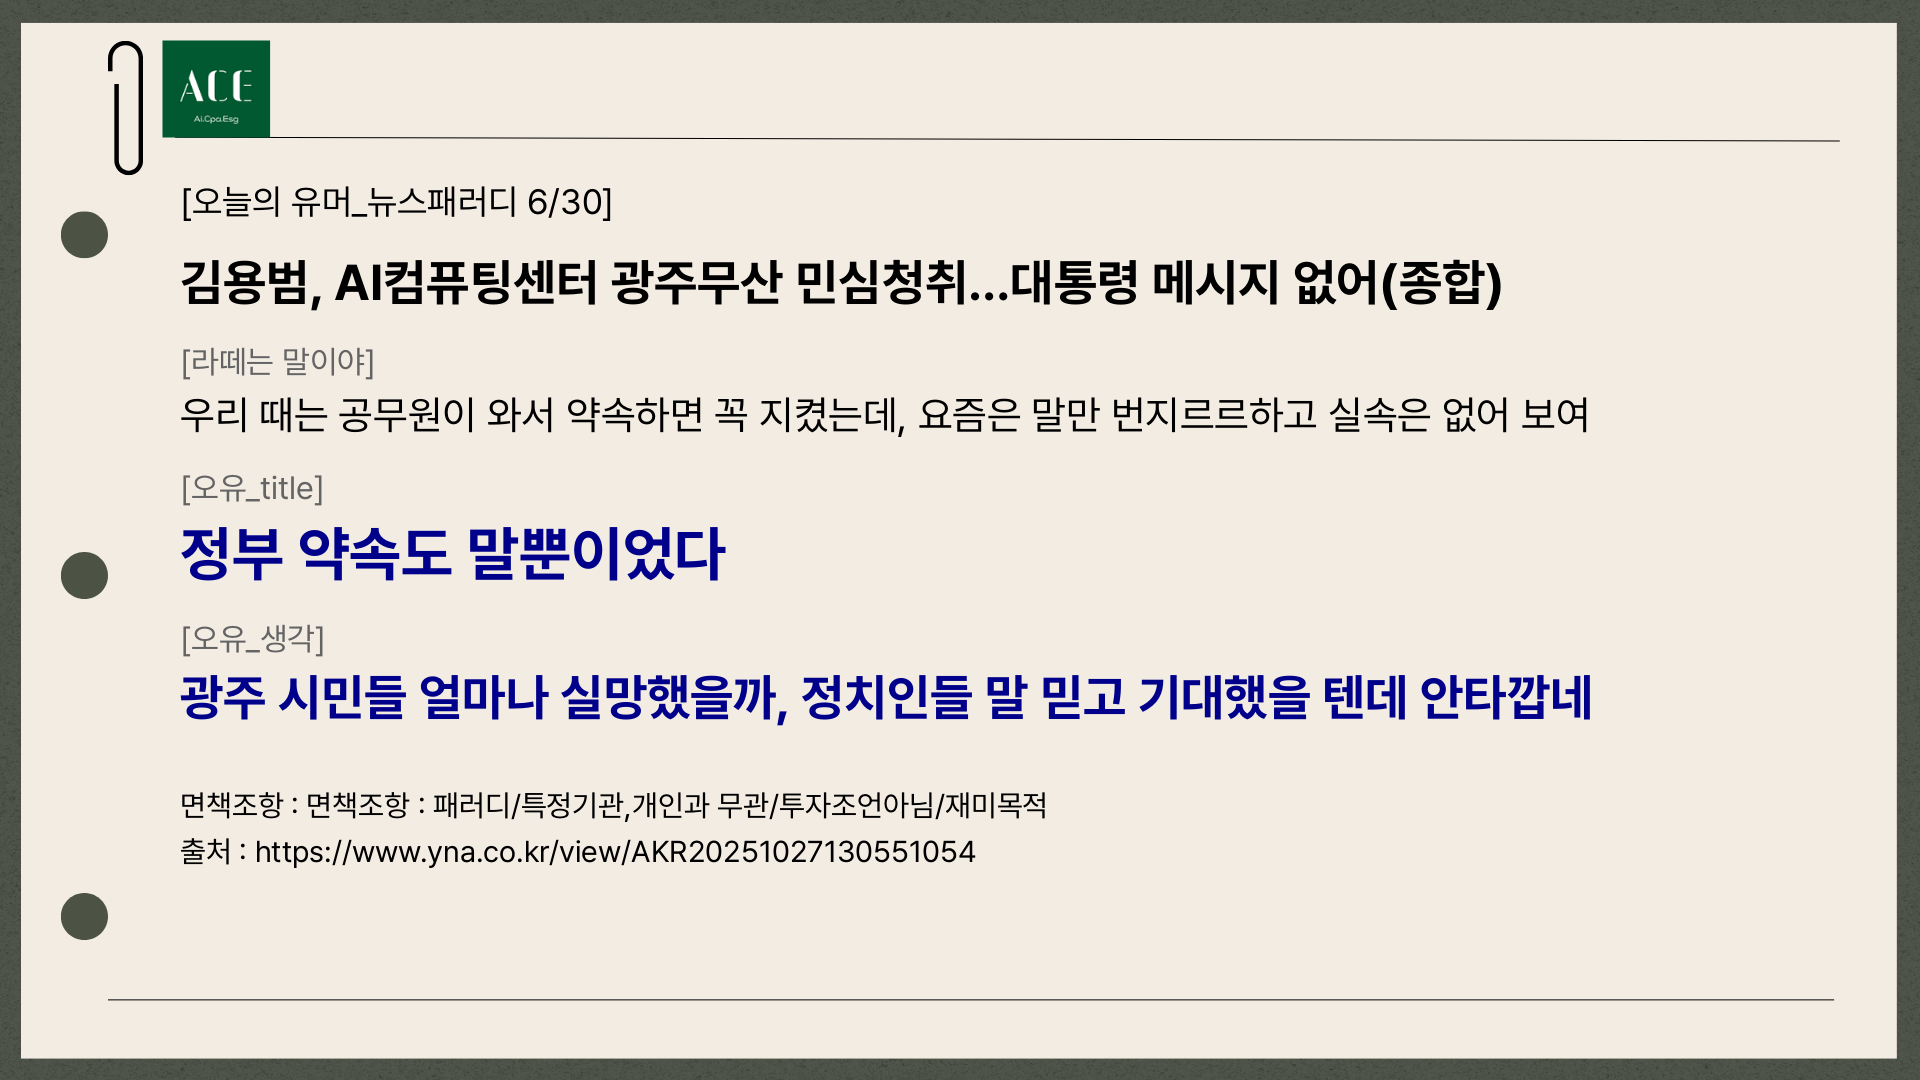 ACE
Ai.Cpa.Esg
[오늘의 유머_뉴스패러디 6/30]
김용범, AI컴퓨팅센터 광주무산 민심청취...대통령 메시지 없어(종합)
[라떼는 말이야]
우리 때는 공무원이 와서 약속하면 꼭 지켰는데, 요즘은 말만 번지르르하고 실속은 없어 보여
[오유_title]
정부 약속도 말뿐이었다
[오유_생각]
광주 시민들 얼마나 실망했을까, 정치인들 말 믿고 기대했을 텐데 안타깝네
면책조항 : 면책조항 : 패러디/특정기관,개인과 무관/투자조언아님/재미목적
출처 : https://www.yna.co.kr/view/AKR20251027130551054